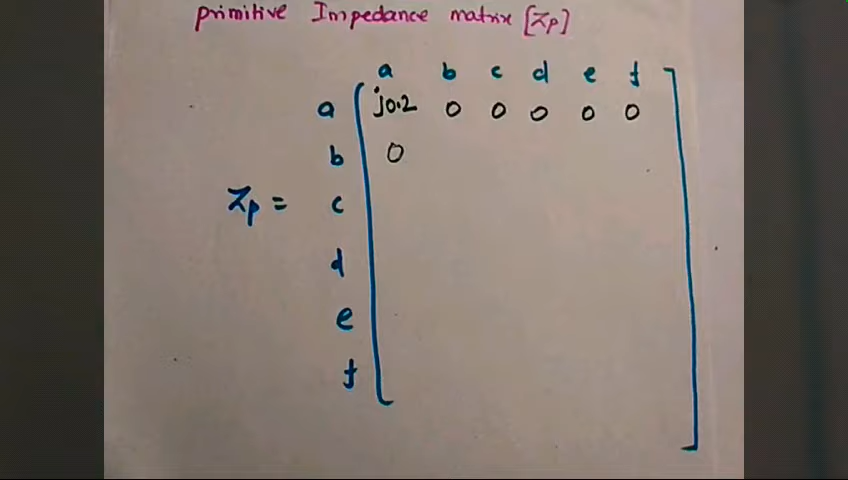 primitive Impedance matrix [Zp]
a b c d e f
a j0.2 0 0 0 0 0
b 0
Zp = c
d
e
f